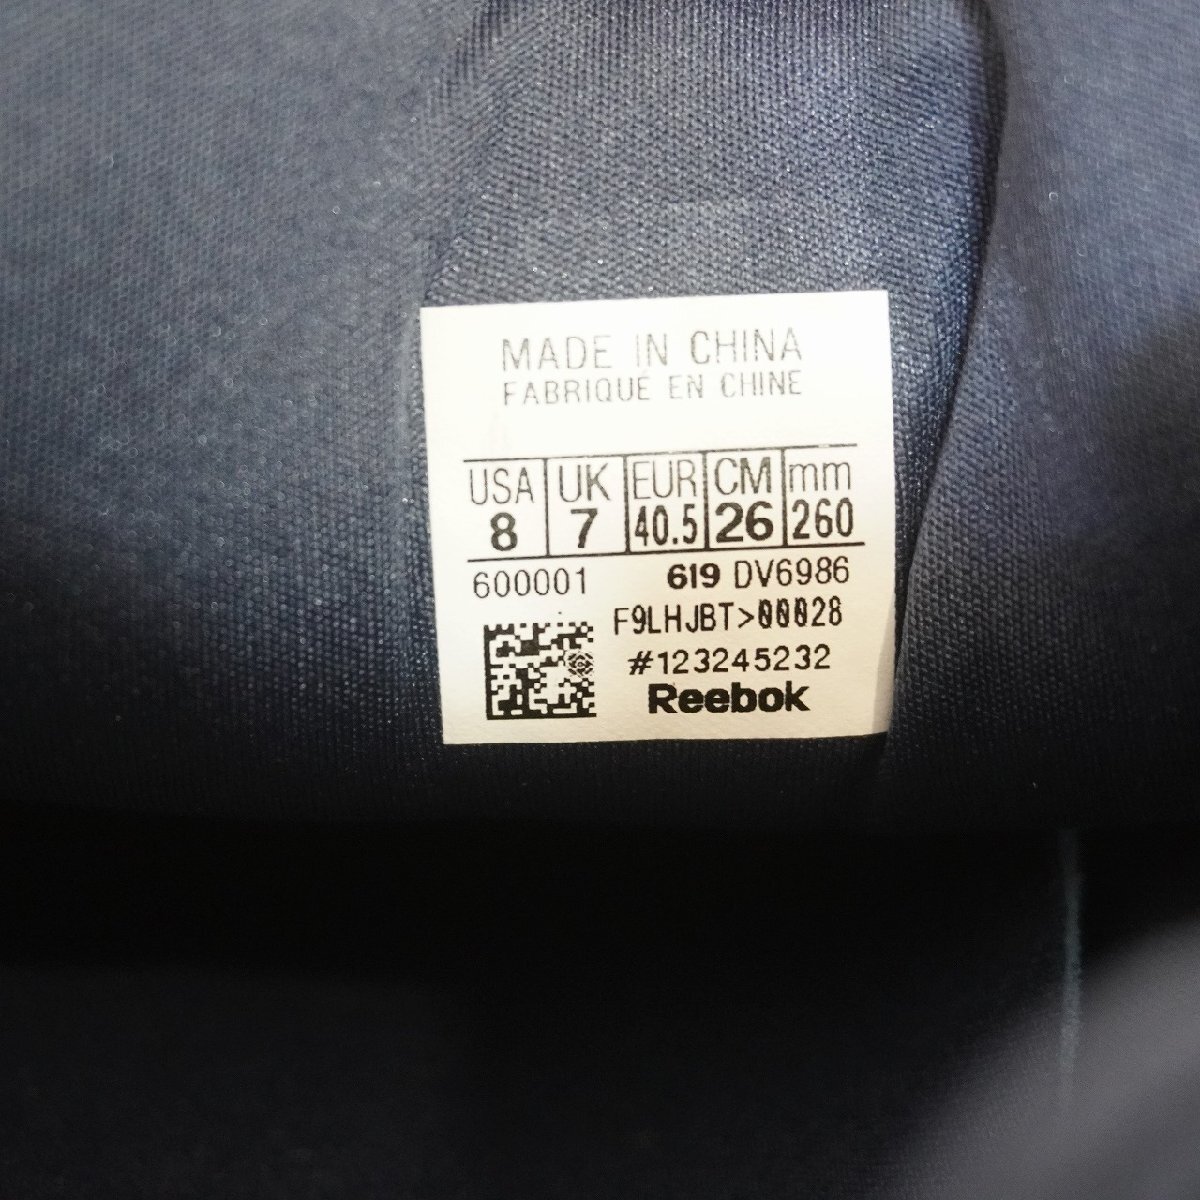 MADE IN CHINA
FABRIQUÉ EN CHINE
USA UK EUR CM mm
8 7 40.5 26 260
600001 619 DV6986
F9LHJBT>00028
#123245232
Reebok